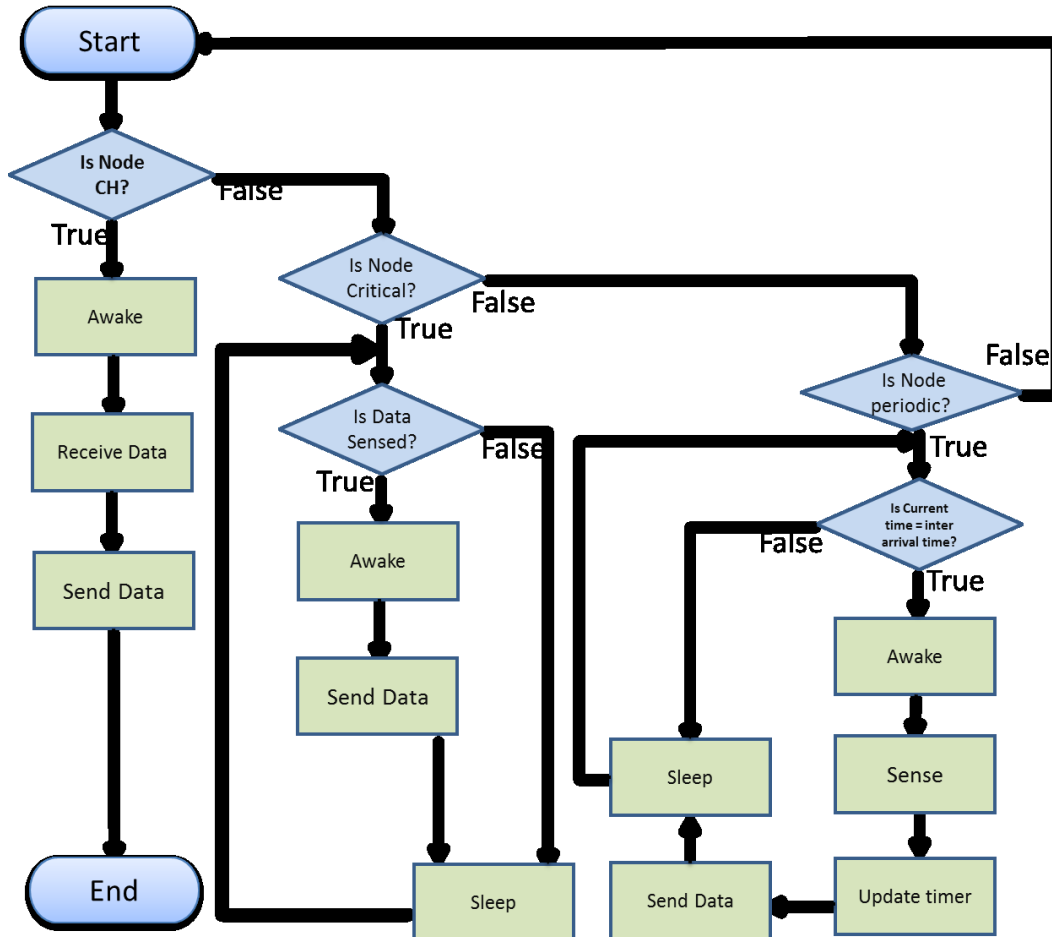 Start
Is Node
CH?
False
True
Is Node
Critical?
False
Awake
True
False
Is Node
periodic?
Is Data
Sensed?
Receive Data
False
True
True
Is Current
time = inter
arrival time?
False
Awake
Send Data
True
Awake
Send Data
Sleep
Sense
End
Sleep
Send Data
Update timer